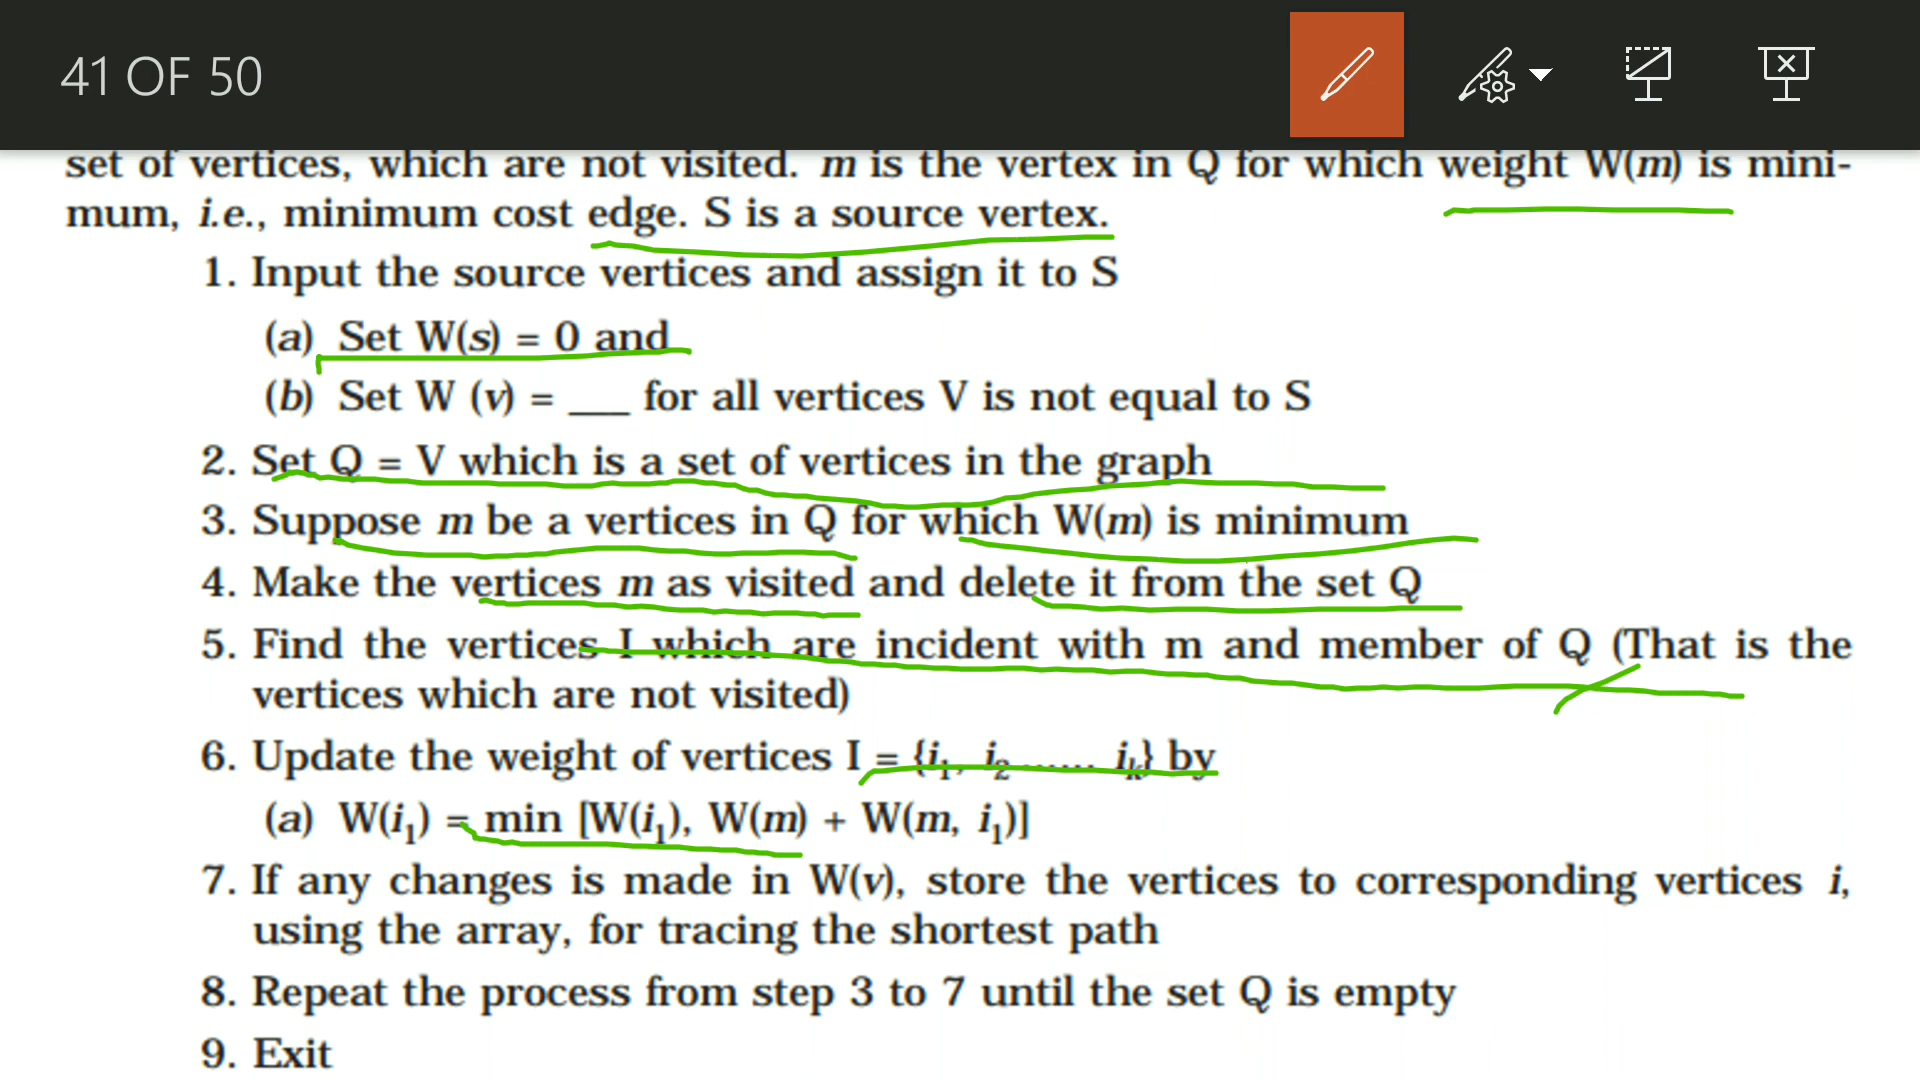 41 OF 50
set of vertices, which are not visited. m is the vertex in Q for which weight W(m) is mini-
mum, i.e., minimum cost edge. S is a source vertex.
1. Input the source vertices and assign it to S
(a) Set W(s) = 0 and
(b) Set W (v) = ___ for all vertices V is not equal to S
2. Set Q = V which is a set of vertices in the graph
3. Suppose m be a vertices in Q for which W(m) is minimum
4. Make the vertices m as visited and delete it from the set Q
5. Find the vertices I which are incident with m and member of Q (That is the
vertices which are not visited)
6. Update the weight of vertices I = {i₁, i₂ ...... iₖ} by
(a) W(i₁) = min [W(i₁), W(m) + W(m, i₁)]
7. If any changes is made in W(v), store the vertices to corresponding vertices i,
using the array, for tracing the shortest path
8. Repeat the process from step 3 to 7 until the set Q is empty
9. Exit